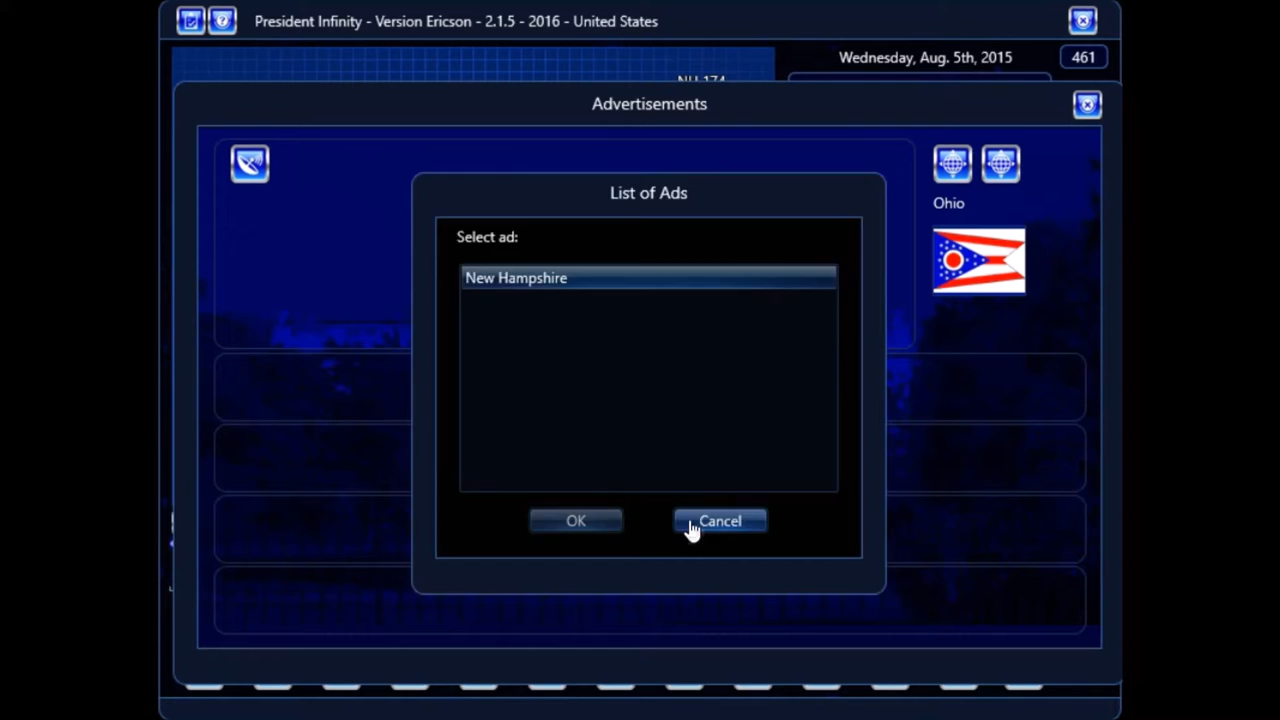 President Infinity - Version Ericson - 2.1.5 - 2016 - United States
Wednesday, Aug. 5th, 2015
461
Advertisements
List of Ads
Ohio
Select ad:
New Hampshire
OK
Cancel